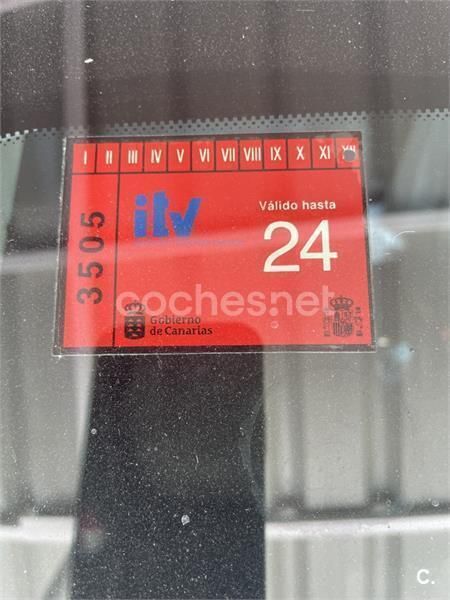 I II III IV V VI VII VIII IX X XI XII
3505
itv
Válido hasta
24
coches.net
Gobierno
de Canarias
C.